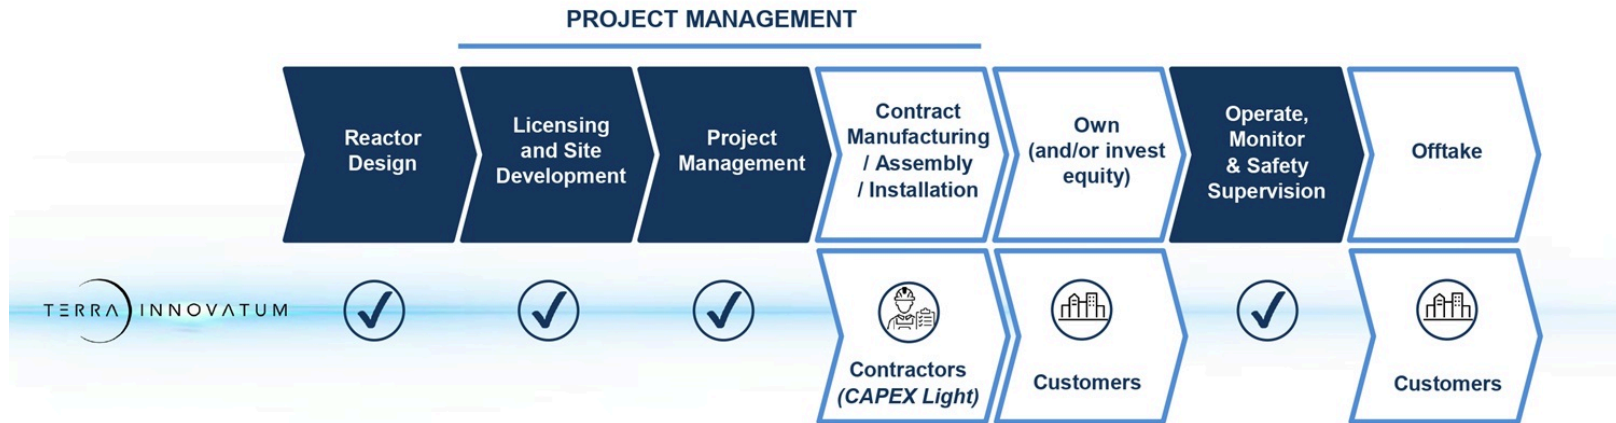 PROJECT MANAGEMENT
Reactor
Design
Licensing
and Site
Development
Project
Management
Contract
Manufacturing
/ Assembly
/ Installation
Own
(and/or invest
equity)
Operate,
Monitor
& Safety
Supervision
Offtake
TERRA INNOVATUM
Contractors
(CAPEX Light)
Customers
Customers